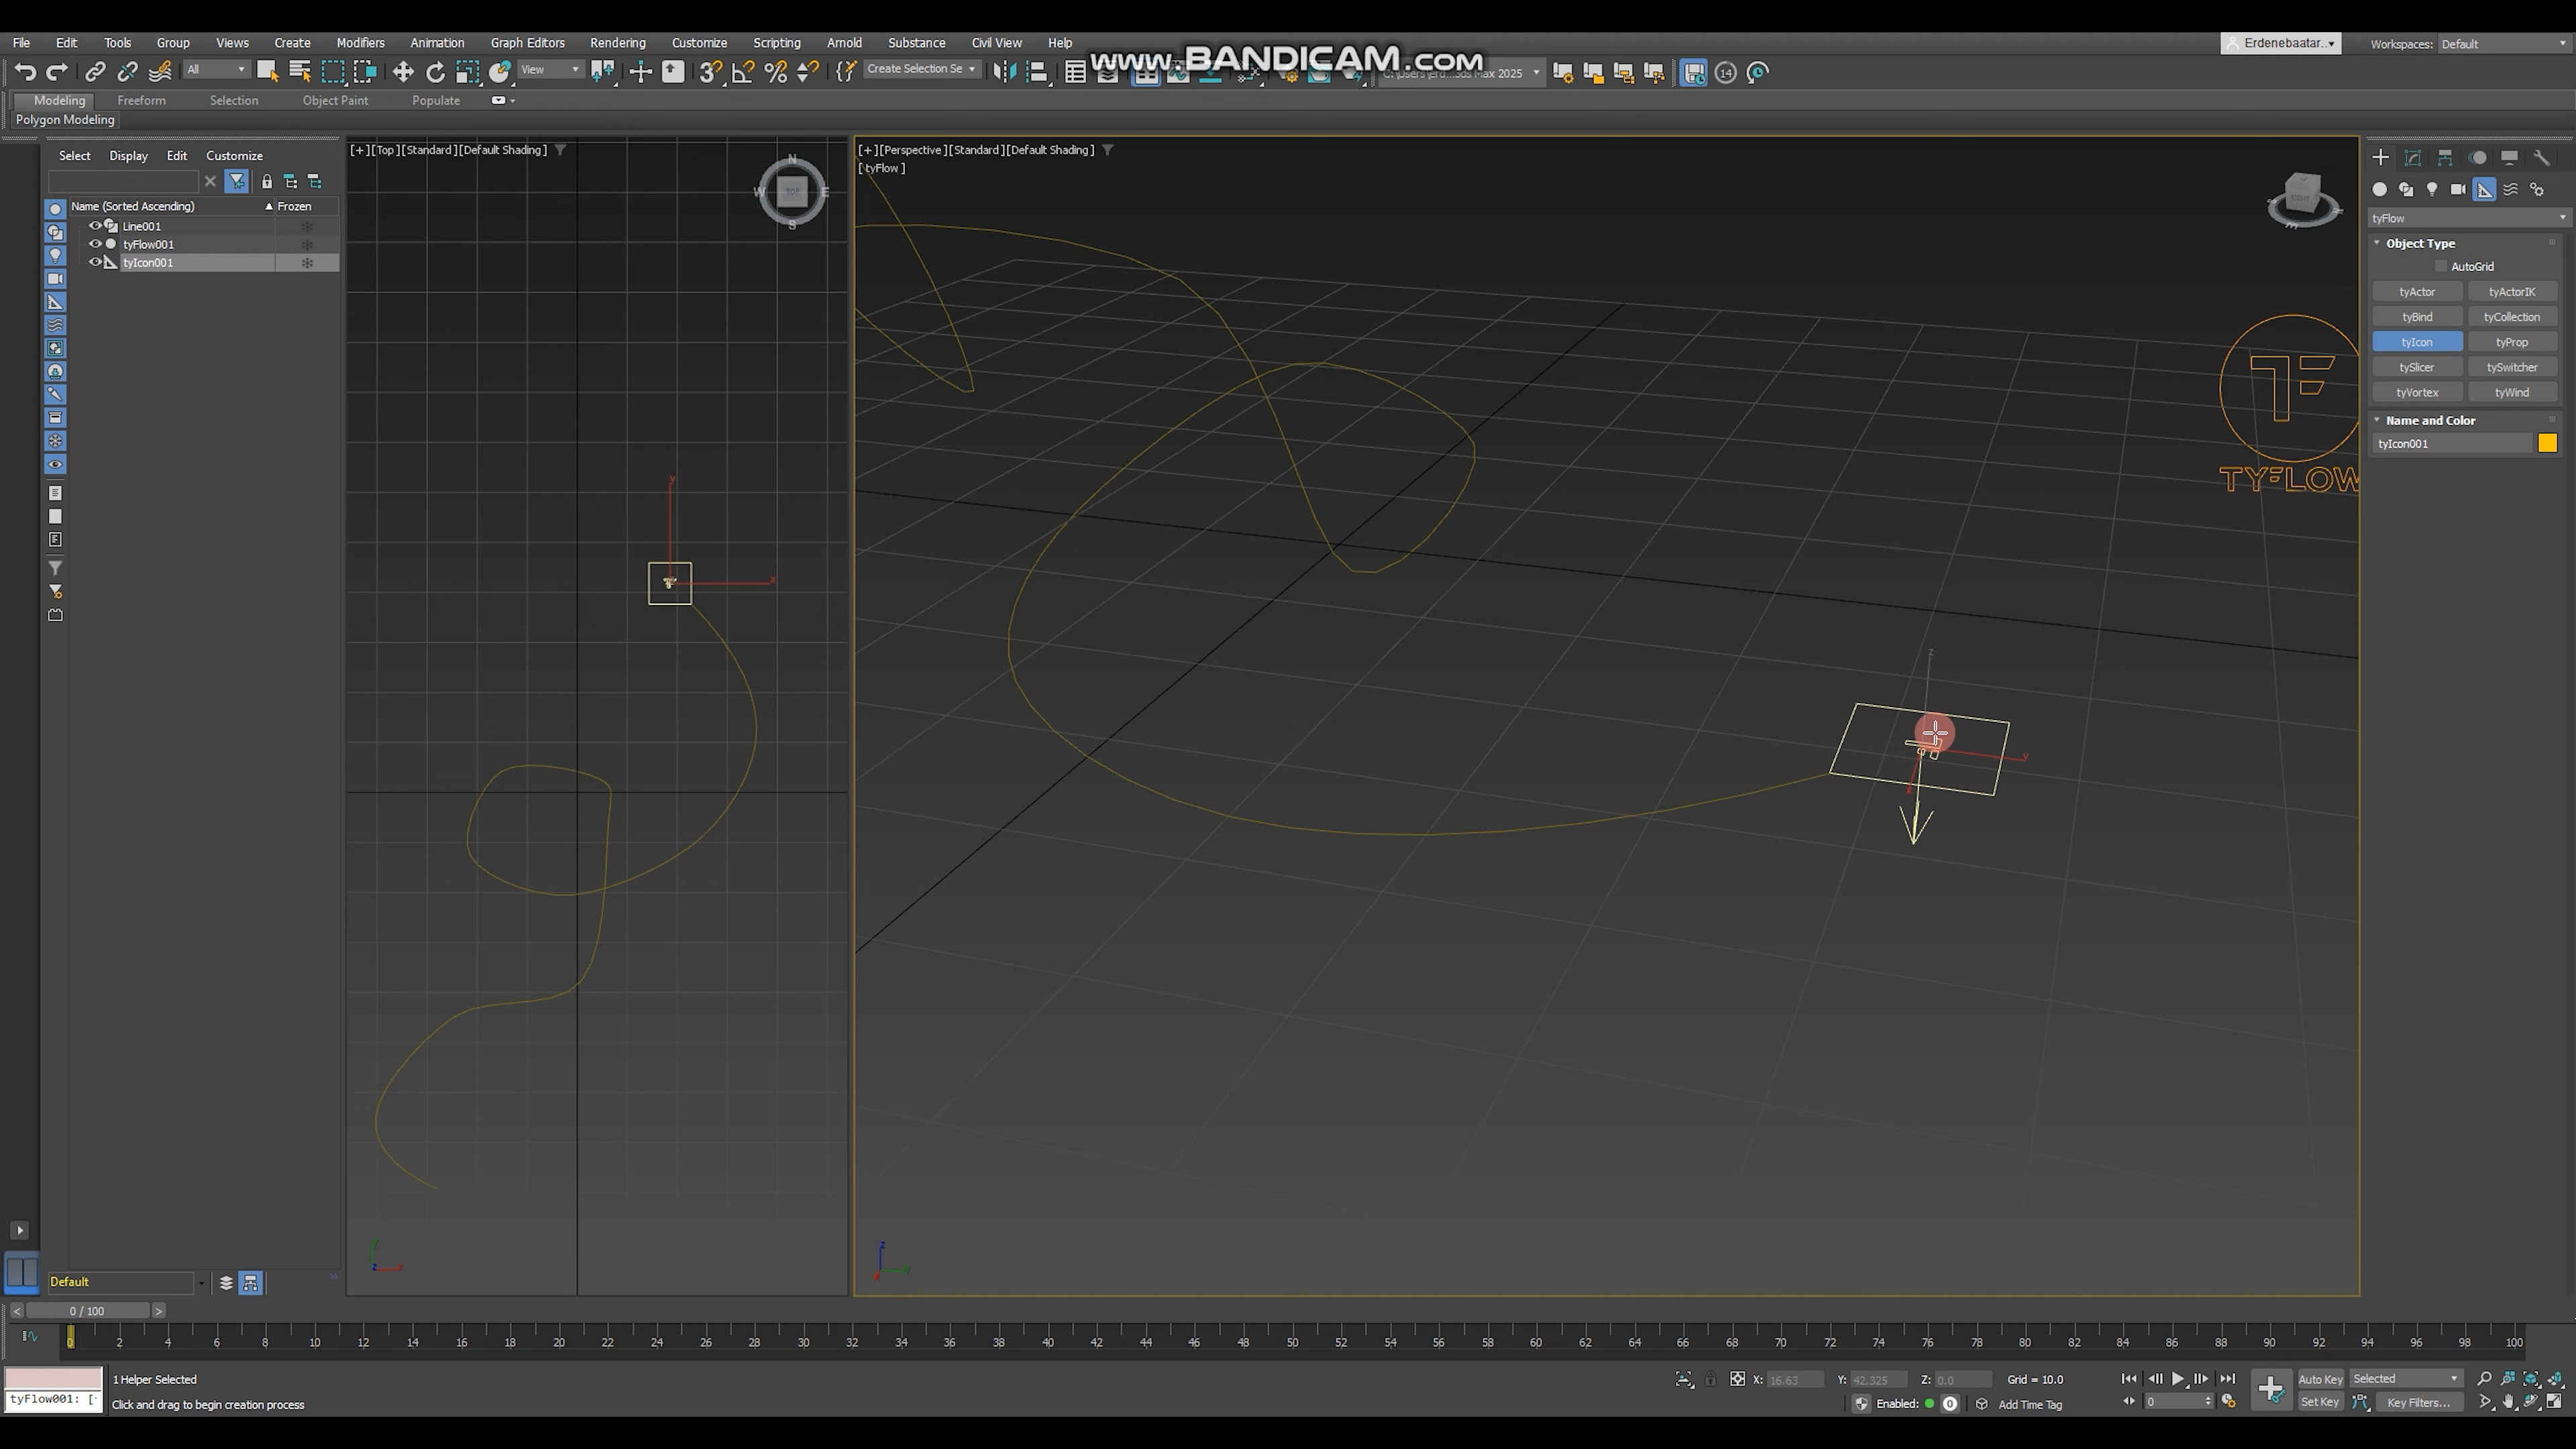 File Edit Tools Group Views Create Modifiers Animation Graph Editors Rendering Customize Scripting Arnold Substance Civil View Help
www.BANDICAM.com
Erdenebaatar... Workspaces: Default
All View Create Selection Se
ds Max 2025 14
Modeling Freeform Selection Object Paint Populate
Polygon Modeling
Select Display Edit Customize
Name (Sorted Ascending) Frozen
Line001
tyFlow001
tyIcon001
[+][Top][Standard][Default Shading]
N
W TOP E
S
y
x
[+][Perspective][Standard][Default Shading]
[tyFlow ]
TF
TYFLOW
z
y
x
tyFlow
Object Type
AutoGrid
tyActor tyActorIK
tyBind tyCollection
tyIcon tyProp
tySlicer tySwitcher
tyVortex tyWind
Name and Color
tyIcon001
y
z x
z
x y
Default
0 / 100
0 2 4 6 8 10 12 14 16 18 20 22 24 26 28 30 32 34 36 38 40 42 44 46 48 50 52 54 56 58 60 62 64 66 68 70 72 74 76 78 80 82 84 86 88 90 92 94 96 98 100
1 Helper Selected
X: 16.63 Y: 42.325 Z: 0.0 Grid = 10.0
Auto Key Selected
tyFlow001: [
Click and drag to begin creation process
Enabled: 0 Add Time Tag
0
Set Key Key Filters...